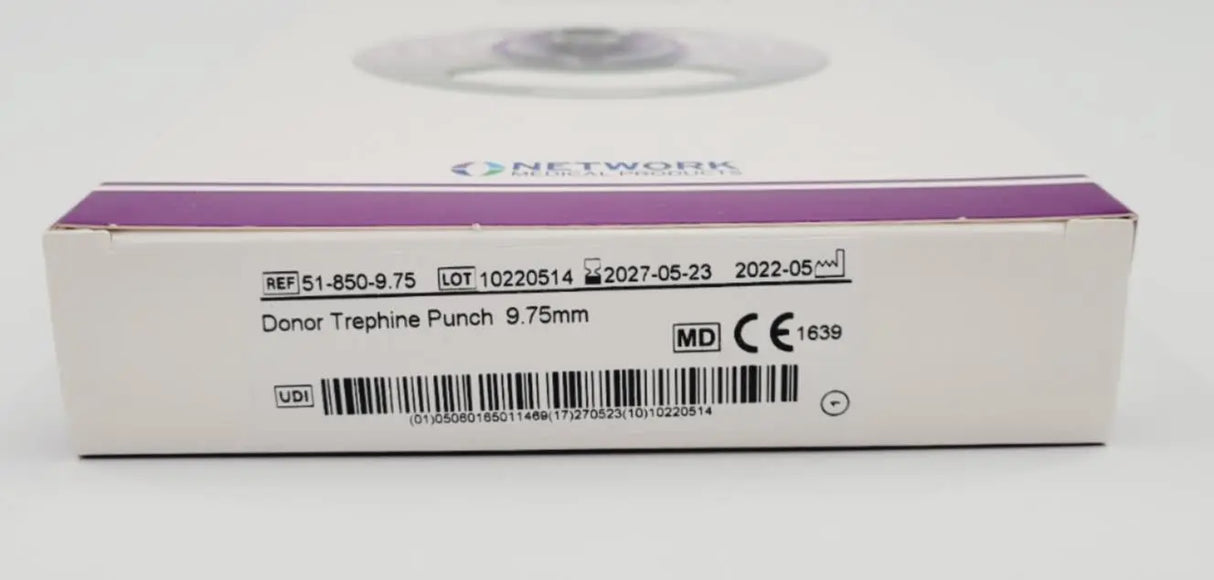 NETWORK
MEDICAL PRODUCTS
REF 51-850-9.75 LOT 10220514 2027-05-23 2022-05
Donor Trephine Punch 9.75mm
MD CE 1639
UDI
(01)05060165011469(17)270523(10)10220514
1